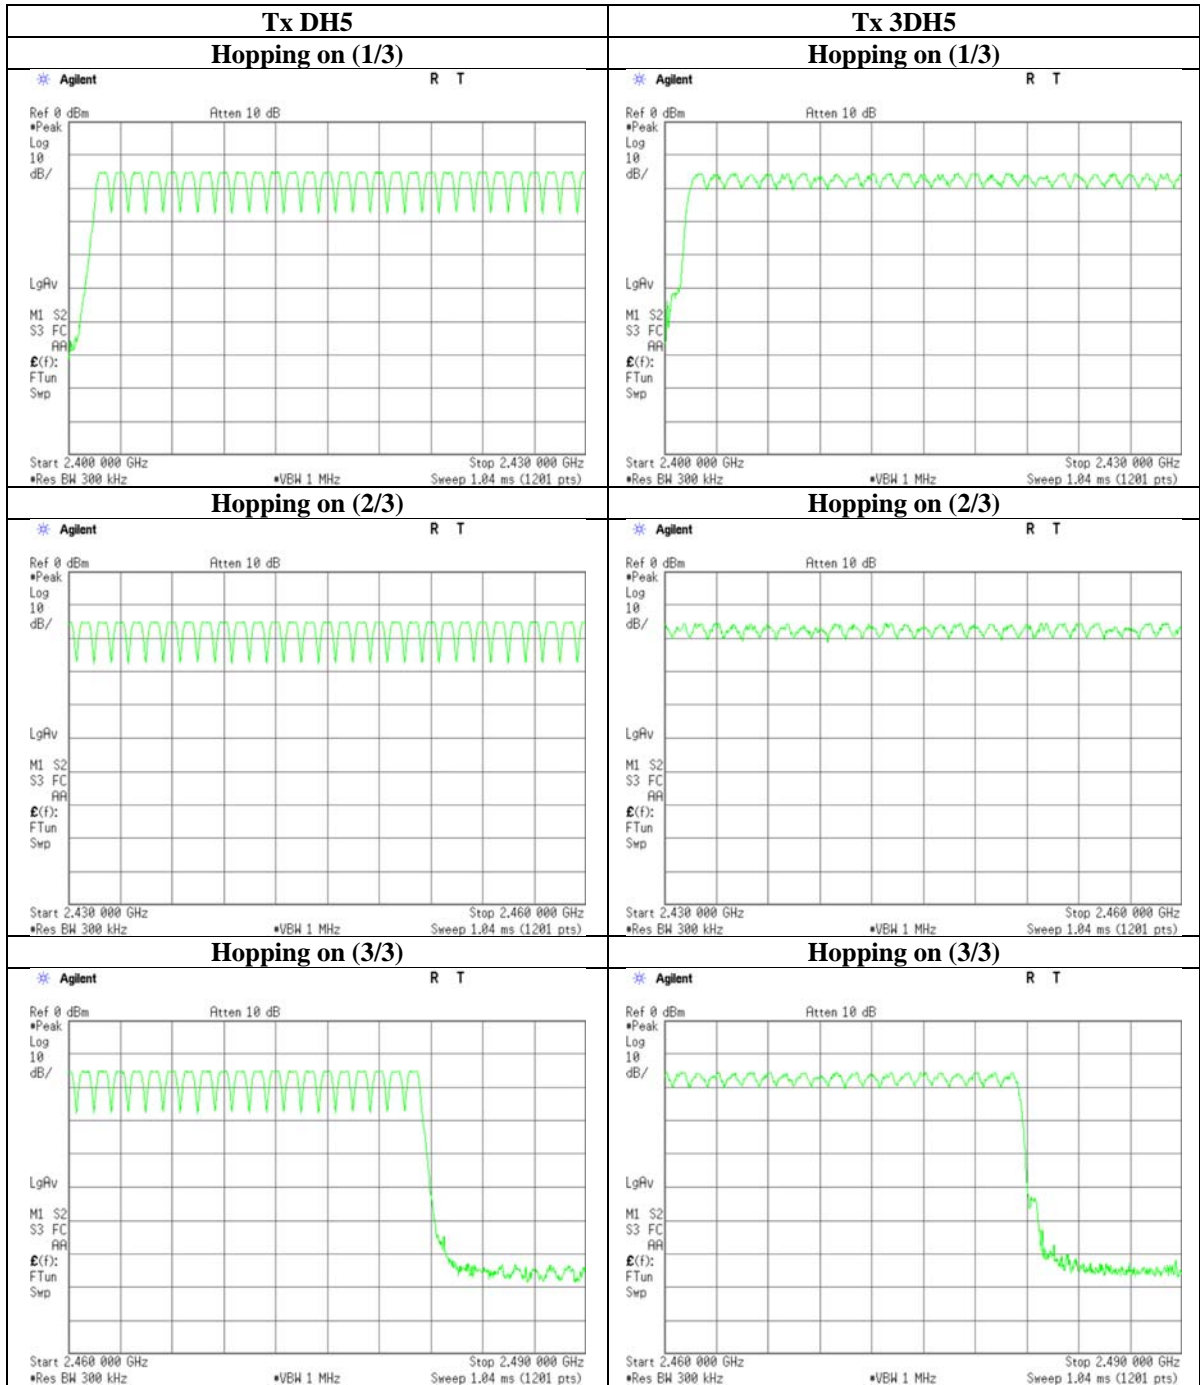 Tx DH5 Tx 3DH5
Hopping on (1/3) Hopping on (1/3)
Agilent R T
Ref 0 dBm Atten 10 dB
*Peak
Log
10
dB/
LgAv
M1 S2
S3 FC
AA
£(f):
FTun
Swp
Start 2.400 000 GHz Stop 2.430 000 GHz
*Res BW 300 kHz *VBW 1 MHz Sweep 1.04 ms (1201 pts)
Agilent R T
Ref 0 dBm Atten 10 dB
*Peak
Log
10
dB/
LgAv
M1 S2
S3 FC
AA
£(f):
FTun
Swp
Start 2.400 000 GHz Stop 2.430 000 GHz
*Res BW 300 kHz *VBW 1 MHz Sweep 1.04 ms (1201 pts)
Hopping on (2/3) Hopping on (2/3)
Agilent R T
Ref 0 dBm Atten 10 dB
*Peak
Log
10
dB/
LgAv
M1 S2
S3 FC
AA
£(f):
FTun
Swp
Start 2.430 000 GHz Stop 2.460 000 GHz
*Res BW 300 kHz *VBW 1 MHz Sweep 1.04 ms (1201 pts)
Agilent R T
Ref 0 dBm Atten 10 dB
*Peak
Log
10
dB/
LgAv
M1 S2
S3 FC
AA
£(f):
FTun
Swp
Start 2.430 000 GHz Stop 2.460 000 GHz
*Res BW 300 kHz *VBW 1 MHz Sweep 1.04 ms (1201 pts)
Hopping on (3/3) Hopping on (3/3)
Agilent R T
Ref 0 dBm Atten 10 dB
*Peak
Log
10
dB/
LgAv
M1 S2
S3 FC
AA
£(f):
FTun
Swp
Start 2.460 000 GHz Stop 2.490 000 GHz
*Res BW 300 kHz *VBW 1 MHz Sweep 1.04 ms (1201 pts)
Agilent R T
Ref 0 dBm Atten 10 dB
*Peak
Log
10
dB/
LgAv
M1 S2
S3 FC
AA
£(f):
FTun
Swp
Start 2.460 000 GHz Stop 2.490 000 GHz
*Res BW 300 kHz *VBW 1 MHz Sweep 1.04 ms (1201 pts)